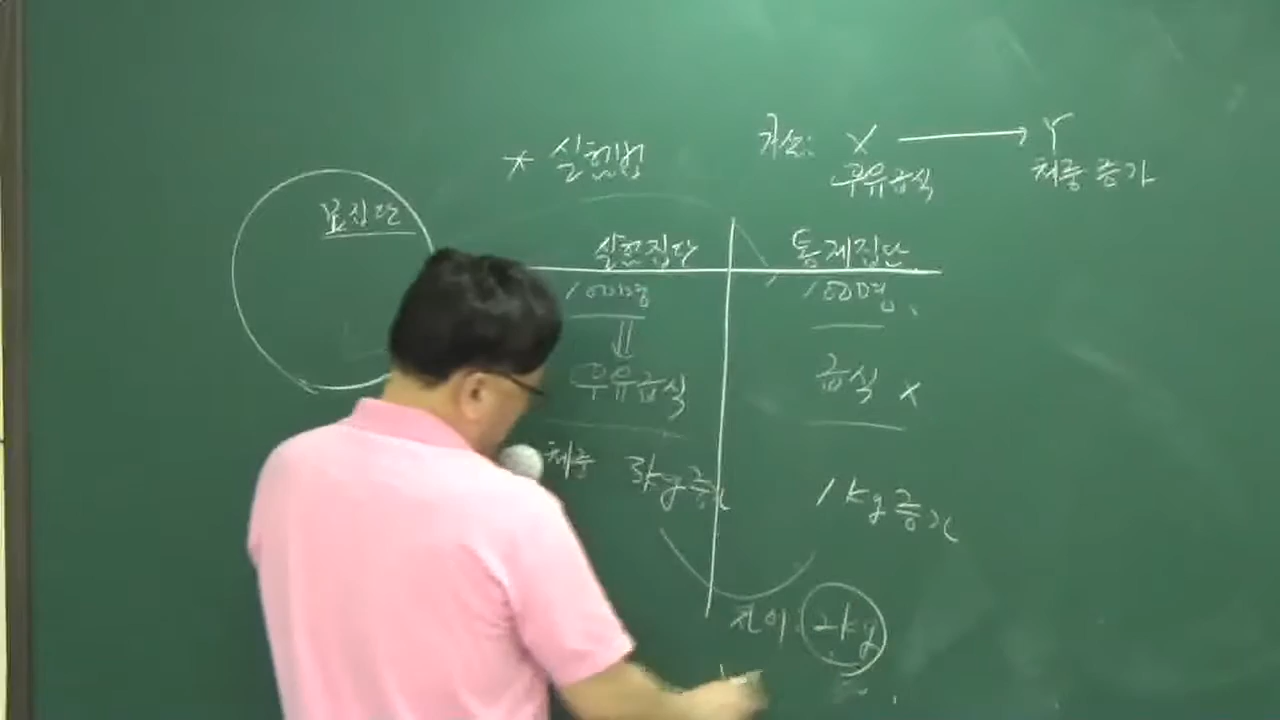 * 실험법
가설: X → Y
우유급식 체중 증가
모집단
실험집단 통제집단
1000명 1000명
⇓
우유급식 급식 X
체중 3kg 증가 1kg 증가
차이: 2kg